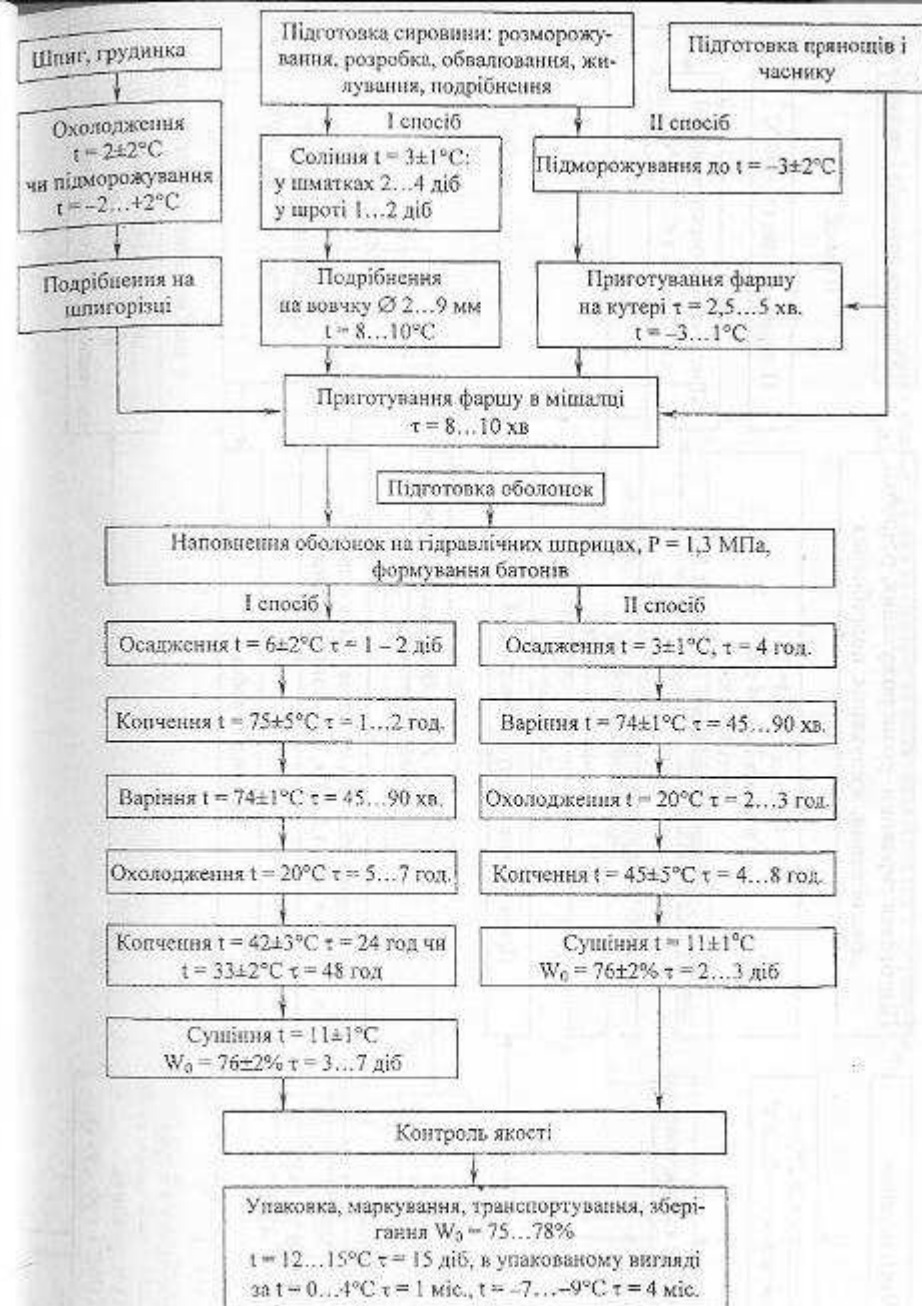 Шпиг, грудинка
Підготовка сировини: розморожу-
вання, розробка, обвалювання, жи-
лування, подрібнення
Підготовка прянощів і
часнику
Охолодження
t = 2±2°C
чи підморожування
t = –2…+2°C
I спосіб
II спосіб
Соління t = 3±1°C:
у шматках 2…4 діб
у шроті 1…2 діб
Підморожування до t = –3±2°C
Подрібнення на
шпигорізці
Подрібнення
на вовчку Ø 2…9 мм
t = 8…10°C
Приготування фаршу
на кутері τ = 2,5…5 хв.
t = –3…1°C
Приготування фаршу в мішалці
τ = 8…10 хв
Підготовка оболонок
Наповнення оболонок на гідравлічних шприцах, P = 1,3 МПа,
формування батонів
I спосіб
II спосіб
Осадження t = 6±2°C τ = 1 – 2 діб
Осадження t = 3±1°C, τ = 4 год.
Копчення t = 75±5°C τ = 1…2 год.
Варіння t = 74±1°C τ = 45…90 хв.
Варіння t = 74±1°C τ = 45…90 хв.
Охолодження t = 20°C τ = 2…3 год.
Охолодження t = 20°C τ = 5…7 год.
Копчення t = 45±5°C τ = 4…8 год.
Копчення t = 42±3°C τ = 24 год чи
t = 33±2°C τ = 48 год
Сушіння t = 11±1°C
W₀ = 76±2% τ = 2…3 діб
Сушіння t = 11±1°C
W₀ = 76±2% τ = 3…7 діб
Контроль якості
Упаковка, маркування, транспортування, збері-
гання W₀ = 75…78%
t = 12…15°C τ = 15 діб, в упакованому вигляді
за t = 0…4°C τ = 1 міс., t = –7…–9°C τ = 4 міс.